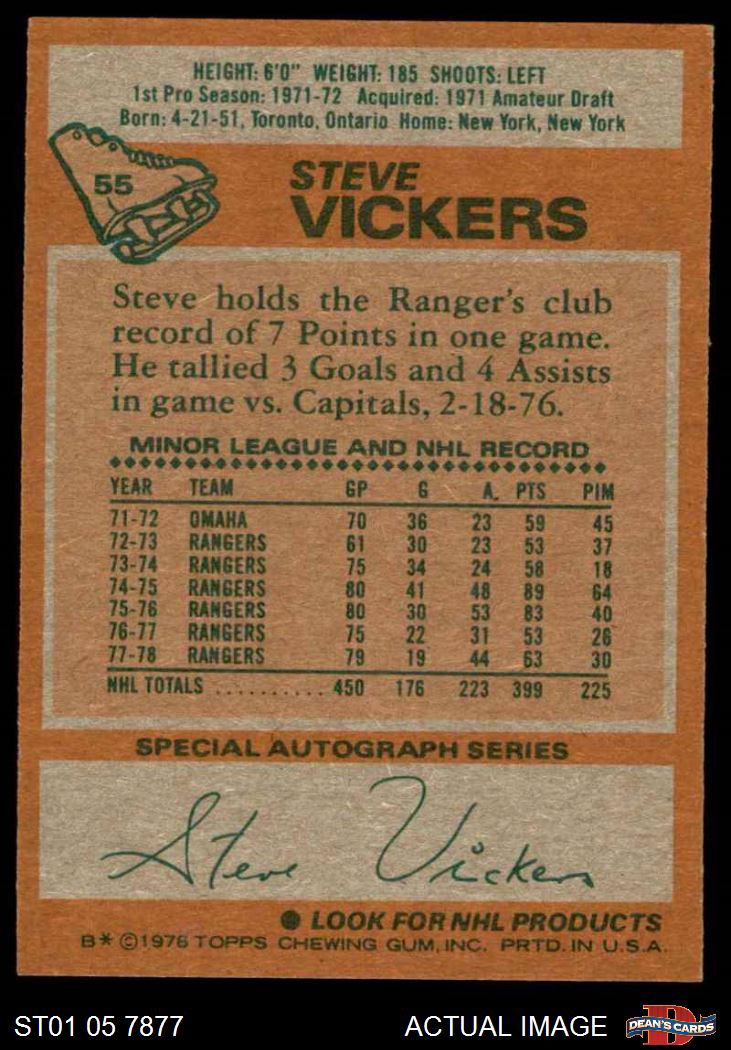 HEIGHT: 6'0" WEIGHT: 185 SHOOTS: LEFT
1st Pro Season: 1971-72 Acquired: 1971 Amateur Draft
Born: 4-21-51, Toronto, Ontario Home: New York, New York
55
STEVE
VICKERS
Steve holds the Ranger's club
record of 7 Points in one game.
He tallied 3 Goals and 4 Assists
in game vs. Capitals, 2-18-76.
MINOR LEAGUE AND NHL RECORD
YEAR TEAM GP G A. PTS PIM
71-72 OMAHA 70 36 23 59 45
72-73 RANGERS 61 30 23 53 37
73-74 RANGERS 75 34 24 58 18
74-75 RANGERS 80 41 48 89 64
75-76 RANGERS 80 30 53 83 40
76-77 RANGERS 75 22 31 53 26
77-78 RANGERS 79 19 44 63 30
NHL TOTALS .......... 450 176 223 399 225
SPECIAL AUTOGRAPH SERIES
Steve Vickers
● LOOK FOR NHL PRODUCTS
B* ©1978 TOPPS CHEWING GUM, INC. PRTD. IN U.S.A.
ST01 05 7877 ACTUAL IMAGE DEAN'S CARDS